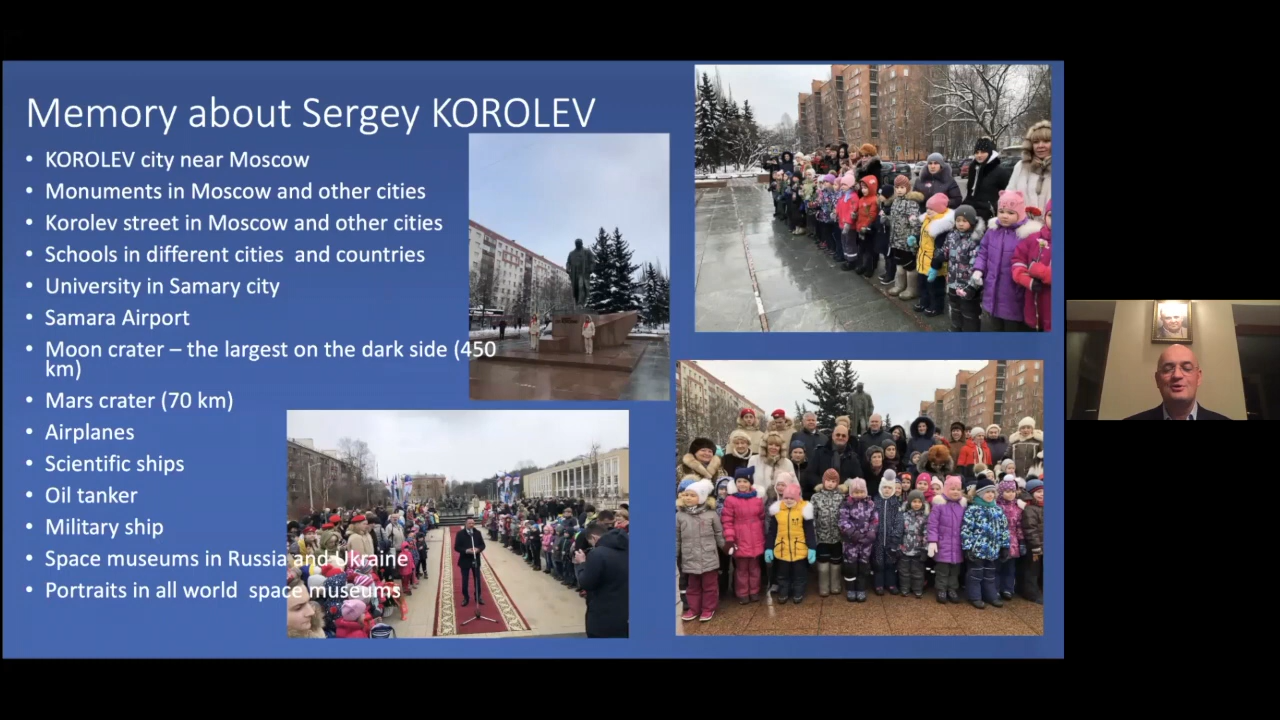 Memory about Sergey KOROLEV
• KOROLEV city near Moscow
• Monuments in Moscow and other cities
• Korolev street in Moscow and other cities
• Schools in different cities  and countries
• University in Samary city
• Samara Airport
• Moon crater – the largest on the dark side (450
km)
• Mars crater (70 km)
• Airplanes
• Scientific ships
• Oil tanker
• Military ship
• Space museums in Russia and Ukraine
• Portraits in all world  space museums